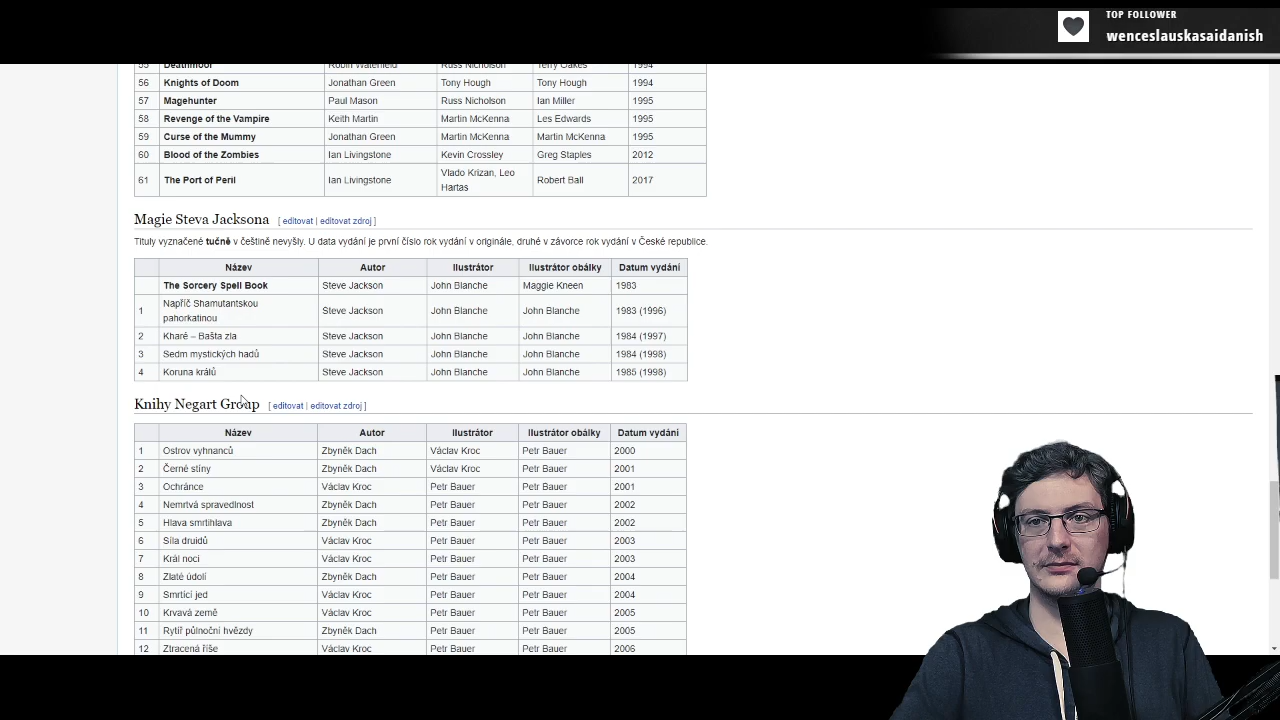 TOP FOLLOWER
wenceslauskasaidanish
55 Deathmoor Robin Waterfield Russ Nicholson Terry Oakes 1994
56 Knights of Doom Jonathan Green Tony Hough Tony Hough 1994
57 Magehunter Paul Mason Russ Nicholson Ian Miller 1995
58 Revenge of the Vampire Keith Martin Martin McKenna Les Edwards 1995
59 Curse of the Mummy Jonathan Green Martin McKenna Martin McKenna 1995
60 Blood of the Zombies Ian Livingstone Kevin Crossley Greg Staples 2012
61 The Port of Peril Ian Livingstone Vlado Krizan, Leo Hartas Robert Ball 2017
Magie Steva Jacksona [ editovat | editovat zdroj ]
Tituly vyznačené tučně v češtině nevyšly. U data vydání je první číslo rok vydání v originále, druhé v závorce rok vydání v České republice.
Název Autor Ilustrátor Ilustrátor obálky Datum vydání
The Sorcery Spell Book Steve Jackson John Blanche Maggie Kneen 1983
1 Napříč Shamutantskou pahorkatinou Steve Jackson John Blanche John Blanche 1983 (1996)
2 Kharé – Bašta zla Steve Jackson John Blanche John Blanche 1984 (1997)
3 Sedm mystických hadů Steve Jackson John Blanche John Blanche 1984 (1998)
4 Koruna králů Steve Jackson John Blanche John Blanche 1985 (1998)
Knihy Negart Group [ editovat | editovat zdroj ]
Název Autor Ilustrátor Ilustrátor obálky Datum vydání
1 Ostrov vyhnanců Zbyněk Dach Václav Kroc Petr Bauer 2000
2 Černé stíny Zbyněk Dach Václav Kroc Petr Bauer 2001
3 Ochránce Václav Kroc Petr Bauer Petr Bauer 2001
4 Nemrtvá spravedlnost Zbyněk Dach Petr Bauer Petr Bauer 2002
5 Hlava smrtihlava Zbyněk Dach Petr Bauer Petr Bauer 2002
6 Síla druidů Václav Kroc Petr Bauer Petr Bauer 2003
7 Král noci Václav Kroc Petr Bauer Petr Bauer 2003
8 Zlaté údolí Zbyněk Dach Petr Bauer Petr Bauer 2004
9 Smrtící jed Václav Kroc Petr Bauer Petr Bauer 2004
10 Krvavá země Václav Kroc Petr Bauer Petr Bauer 2005
11 Rytíř půlnoční hvězdy Zbyněk Dach Petr Bauer Petr Bauer 2005
12 Ztracená říše Václav Kroc Petr Bauer Petr Bauer 2006